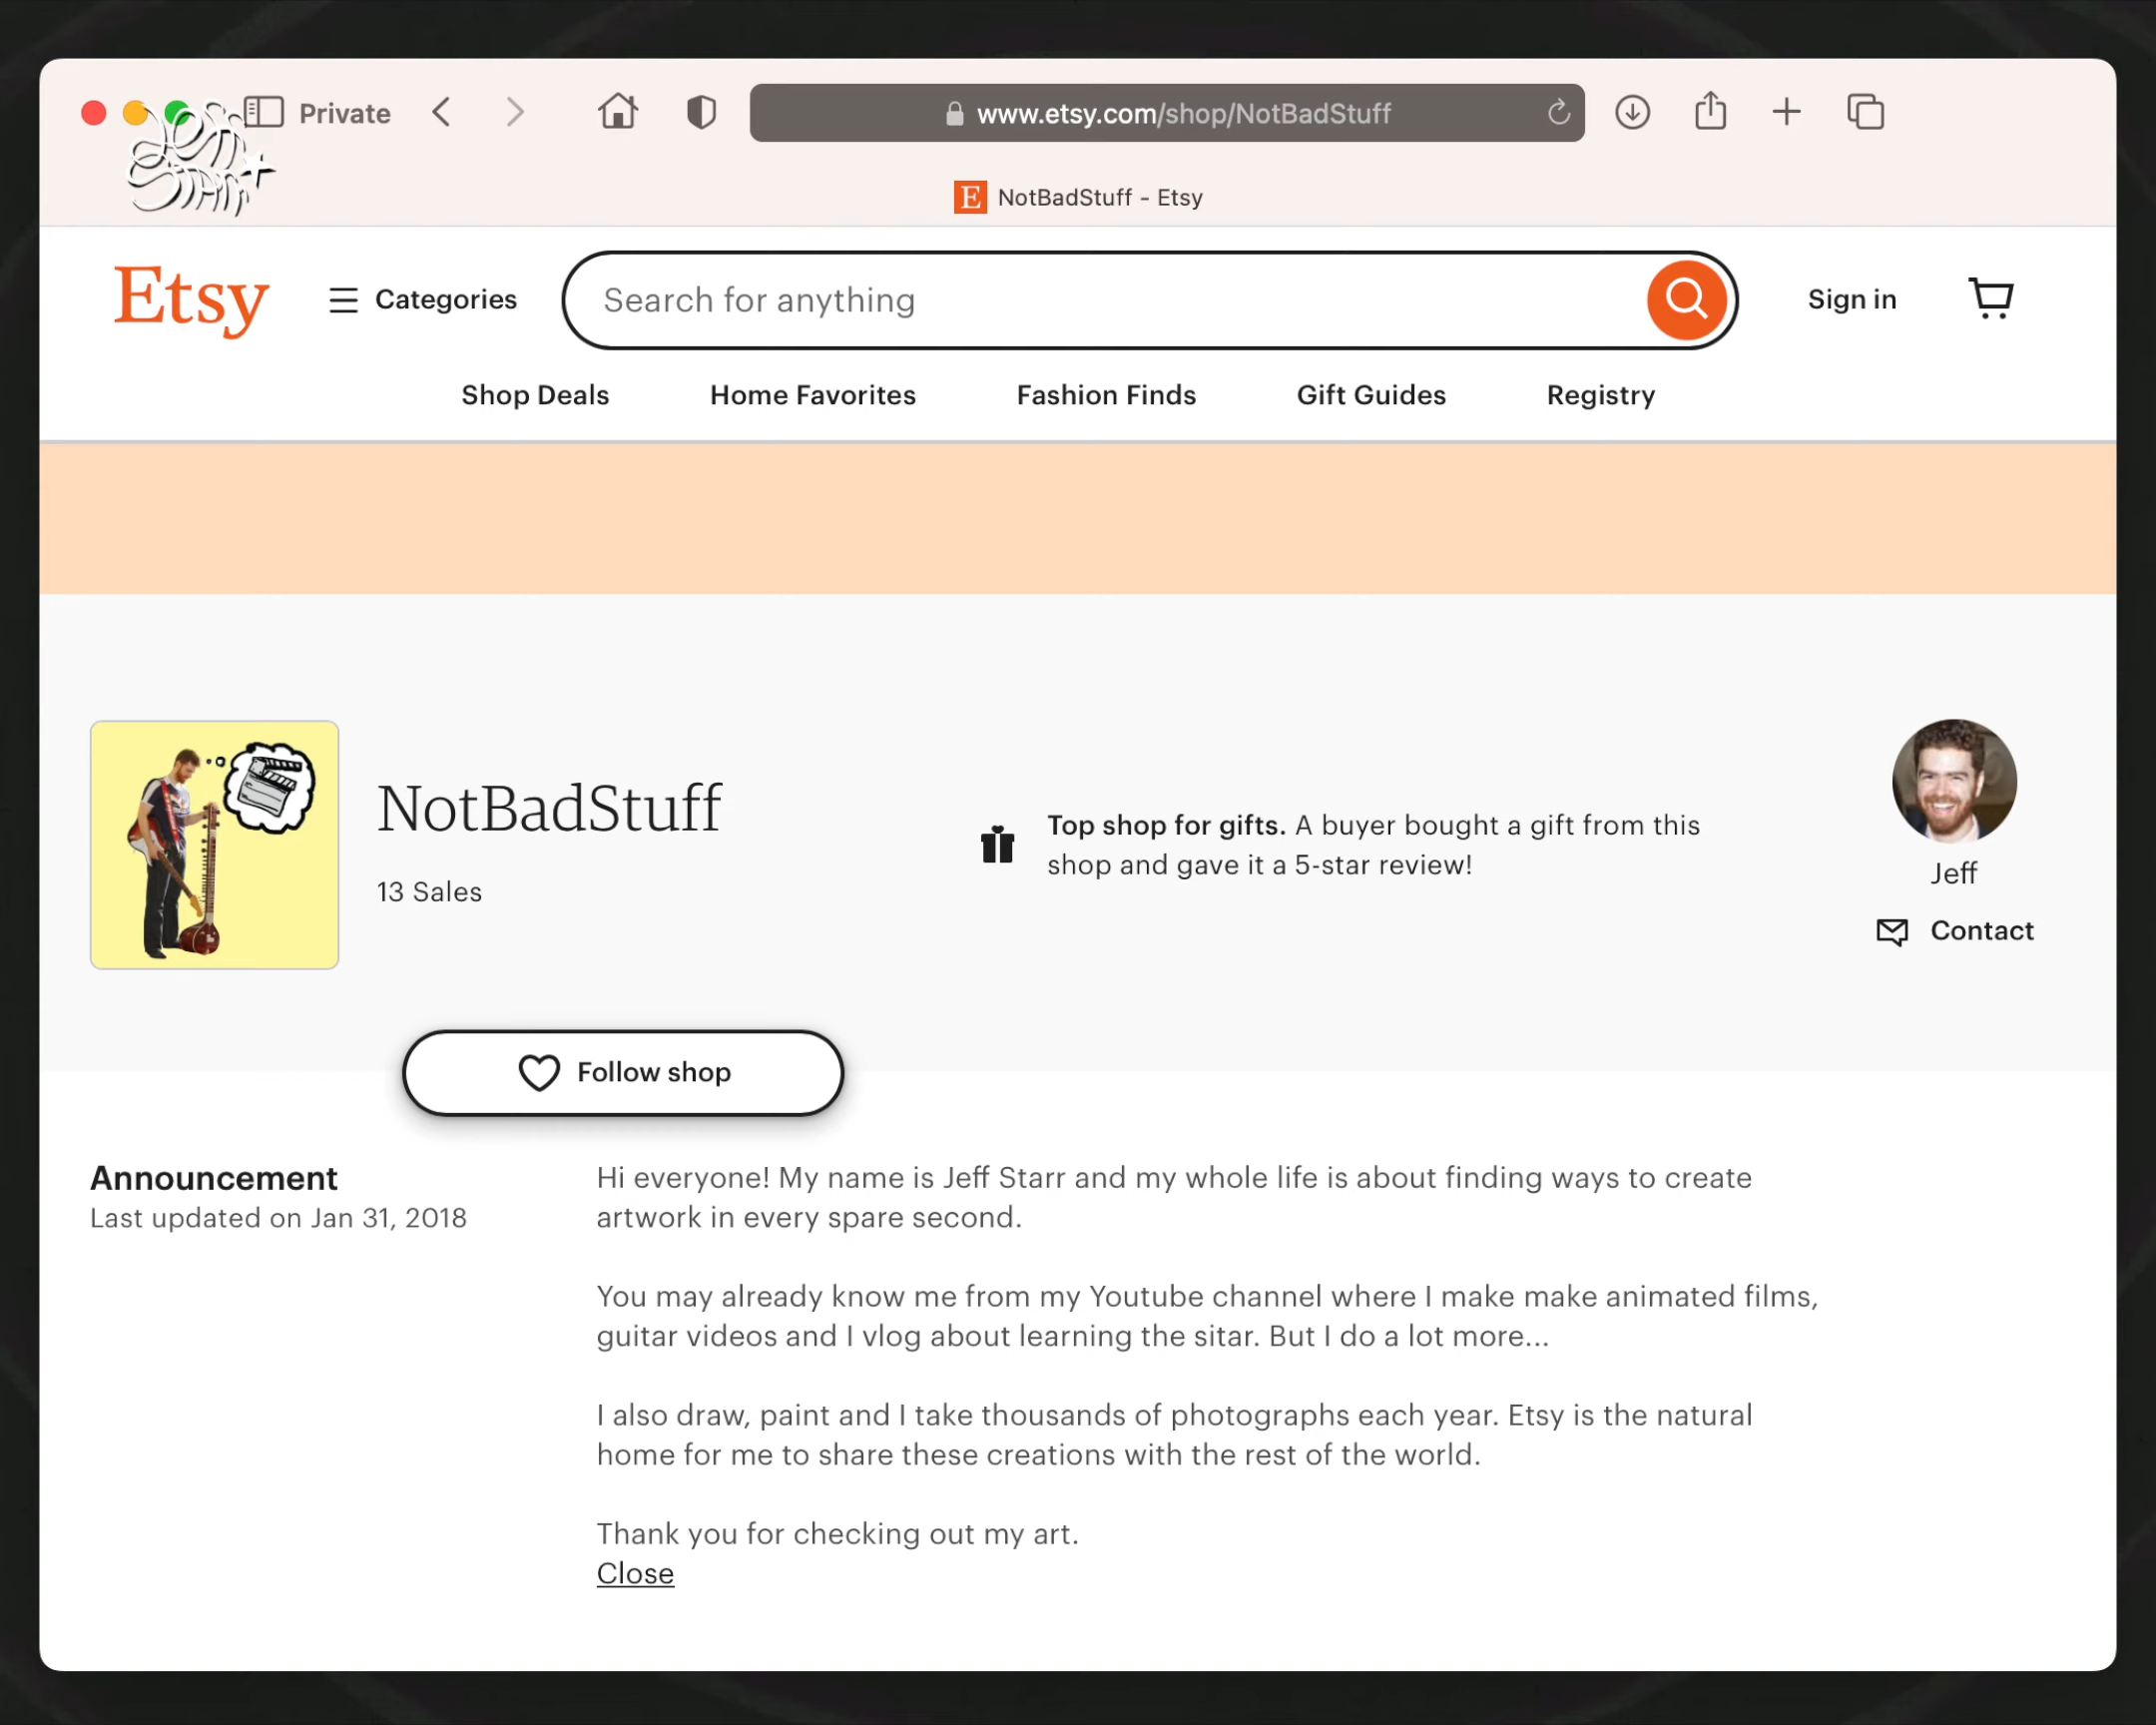 Private
www.etsy.com/shop/NotBadStuff
Jeff
Starr
E NotBadStuff - Etsy
Etsy
Categories
Search for anything
Sign in
Shop Deals
Home Favorites
Fashion Finds
Gift Guides
Registry
NotBadStuff
13 Sales
Top shop for gifts. A buyer bought a gift from this
shop and gave it a 5-star review!
Jeff
Contact
Follow shop
Announcement
Last updated on Jan 31, 2018
Hi everyone! My name is Jeff Starr and my whole life is about finding ways to create
artwork in every spare second.
You may already know me from my Youtube channel where I make make animated films,
guitar videos and I vlog about learning the sitar. But I do a lot more...
I also draw, paint and I take thousands of photographs each year. Etsy is the natural
home for me to share these creations with the rest of the world.
Thank you for checking out my art.
Close